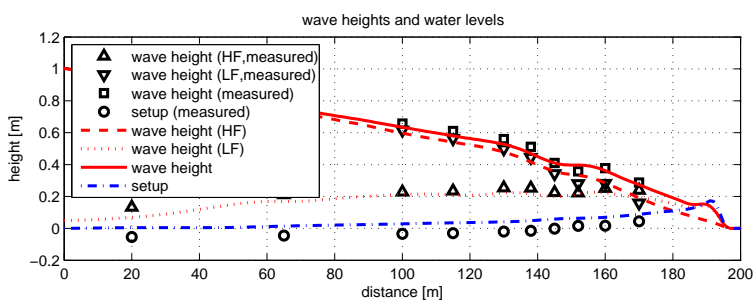 wave heights and water levels
1.2
1
0.8
0.6
0.4
0.2
0
−0.2
height [m]
wave height (HF,measured)
wave height (LF,measured)
wave height (measured)
setup (measured)
wave height (HF)
wave height (LF)
wave height
setup
0 20 40 60 80 100 120 140 160 180 200
distance [m]